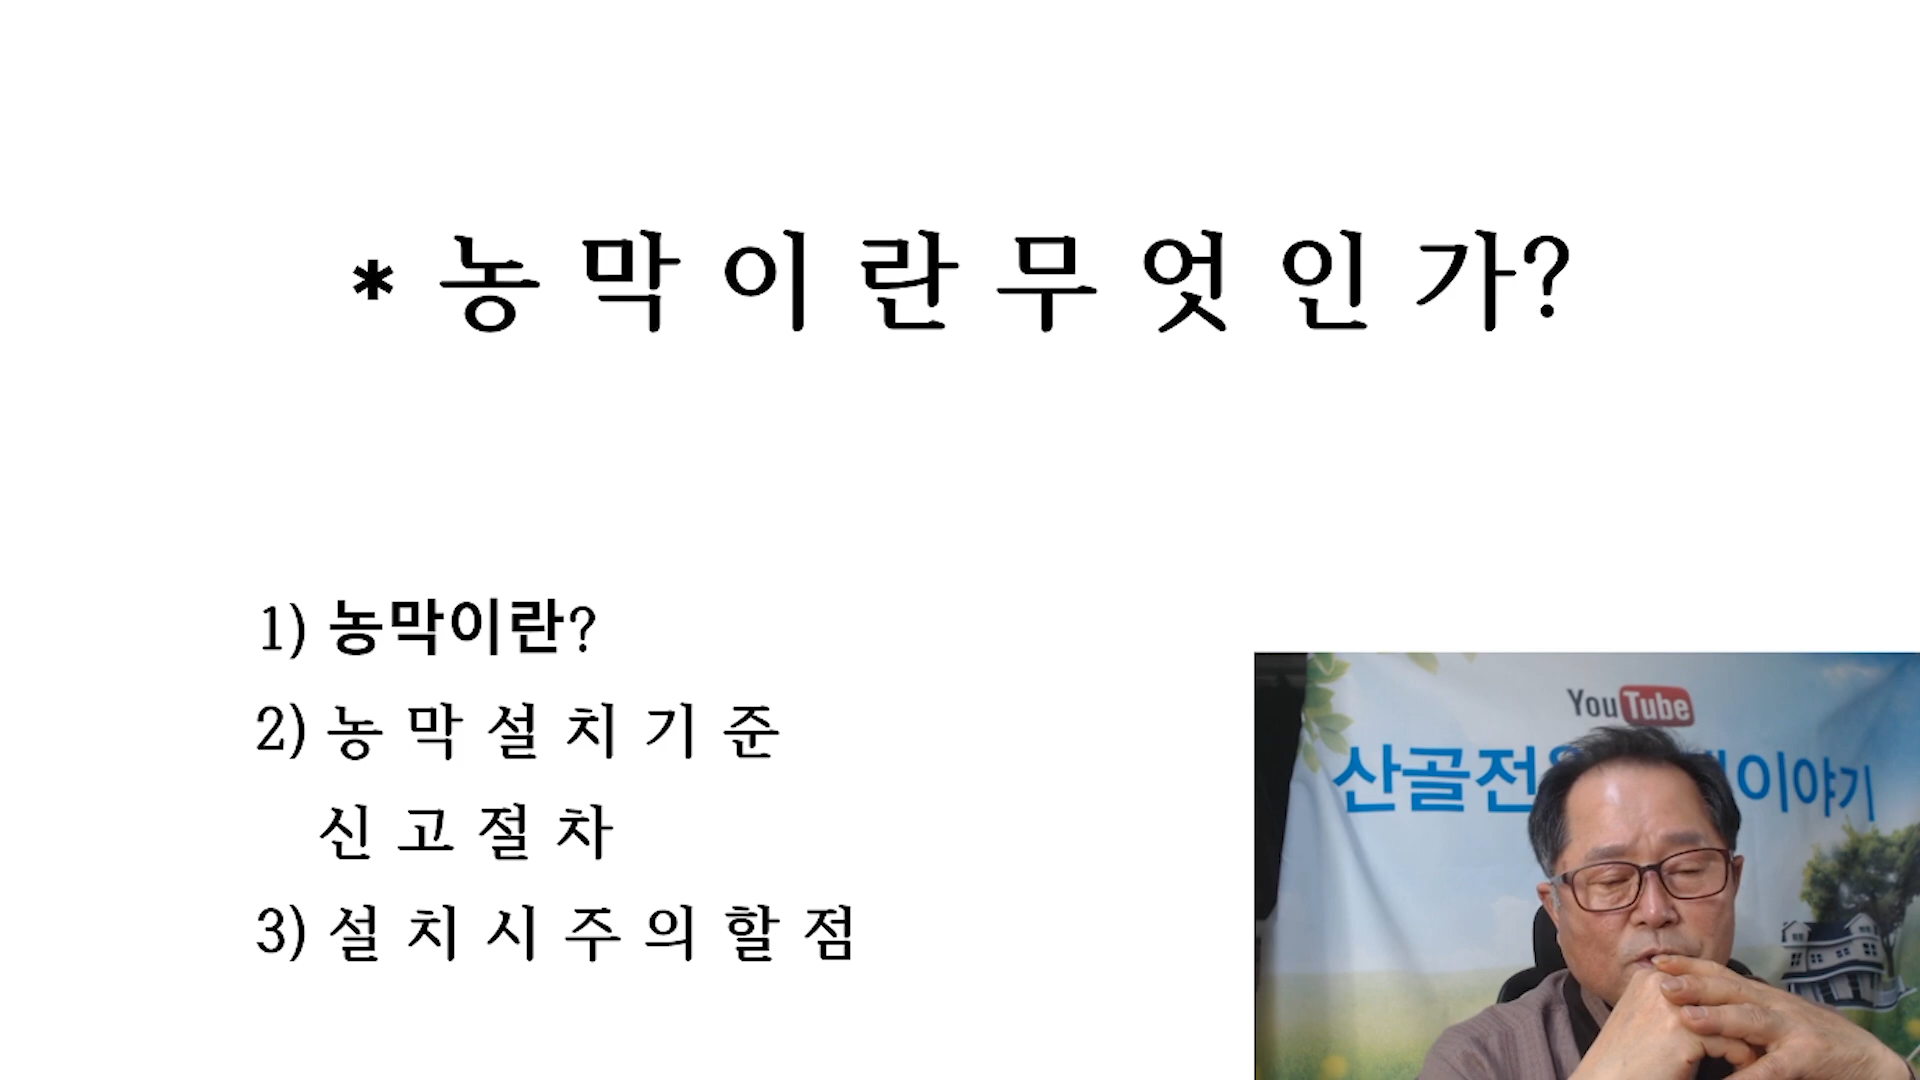 * 농 막 이 란 무 엇 인 가?
1) 농막이란?
2) 농 막 설 치 기 준
신 고 절 차
3) 설 치 시 주 의 할 점
YouTube
산골전 이야기